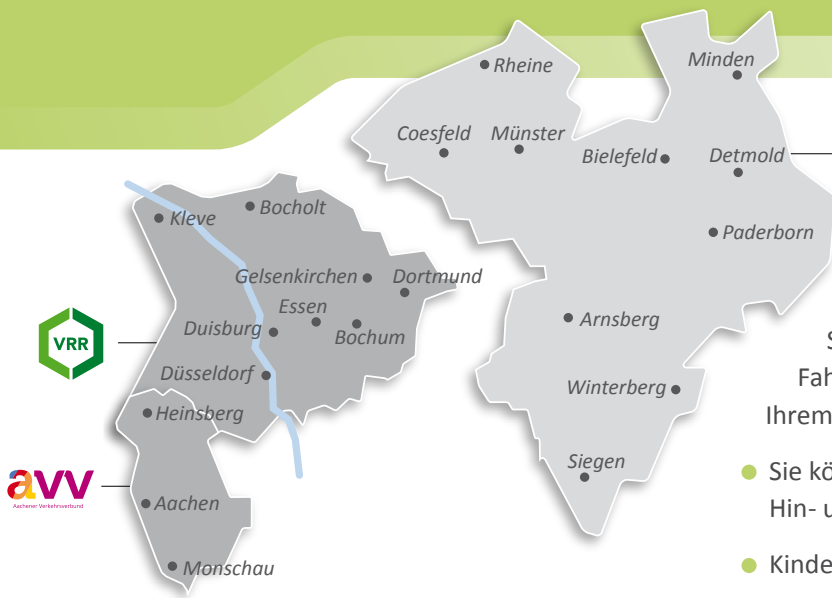 Rheine
Minden
Coesfeld
Münster
Bielefeld
Detmold
Paderborn
Kleve
Bocholt
Gelsenkirchen
Dortmund
Essen
Duisburg
Bochum
Arnsberg
VRR
Düsseldorf
Winterberg
Heinsberg
Siegen
avv
Aachener Verkehrsverbund
Aachen
Monschau
S
Fah
Ihrem
Sie kö
Hin- u
Kinde